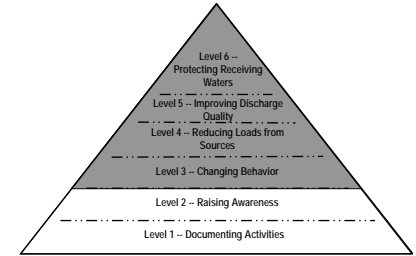 Level 6 --
Protecting Receiving
Waters
Level 5 -- Improving Discharge
Quality
Level 4 -- Reducing Loads from
Sources
Level 3 -- Changing Behavior
Level 2 -- Raising Awareness
Level 1 -- Documenting Activities